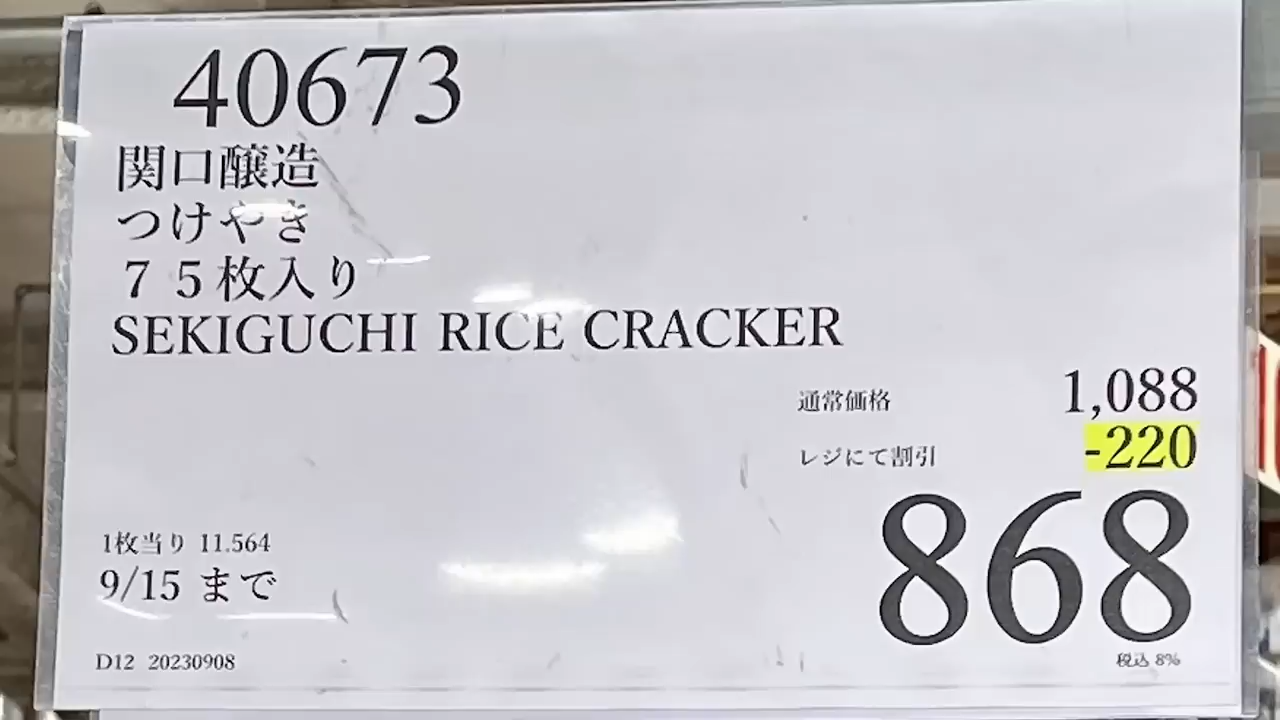 40673
関口醸造
つけやき
７５枚入り
SEKIGUCHI RICE CRACKER
通常価格 1,088
レジにて割引 -220
868
税込 8%
1枚当り 11.564
9/15 まで
D12 20230908